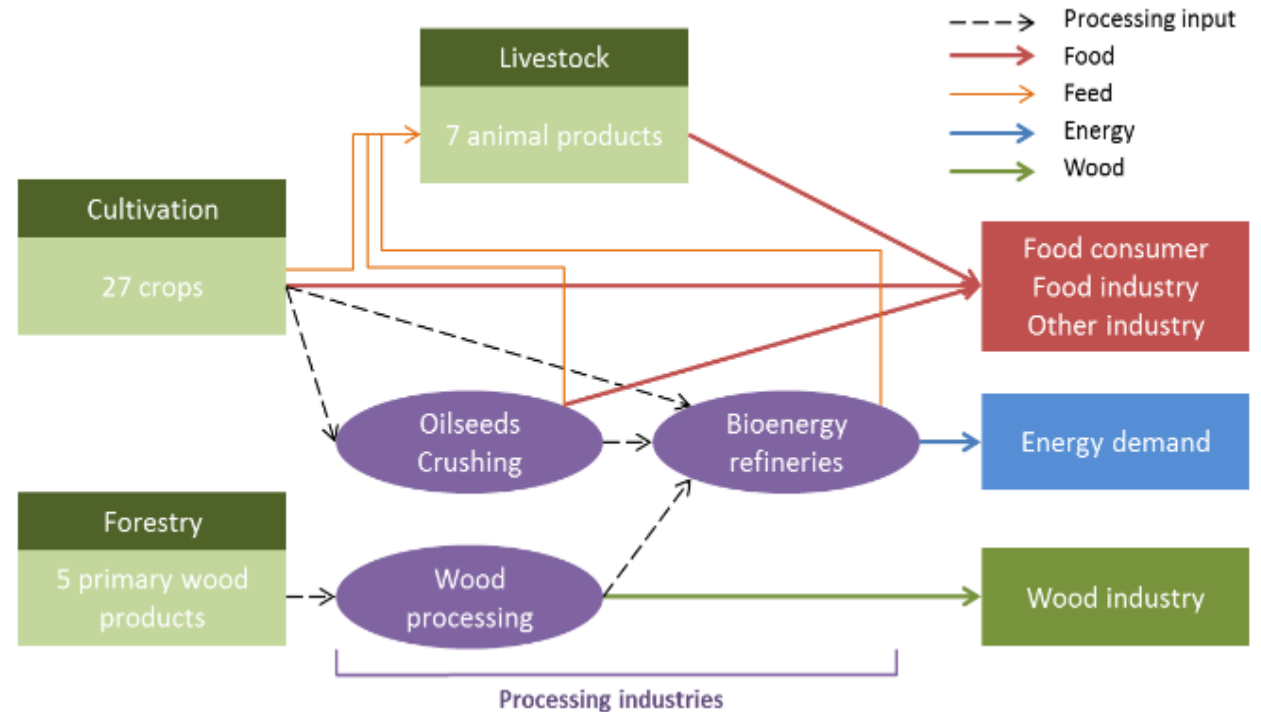 Processing input
Food
Feed
Energy
Wood
Livestock
7 animal products
Cultivation
27 crops
Food consumer
Food industry
Other industry
Oilseeds
Crushing
Bioenergy
refineries
Energy demand
Forestry
5 primary wood
products
Wood
processing
Wood industry
Processing industries